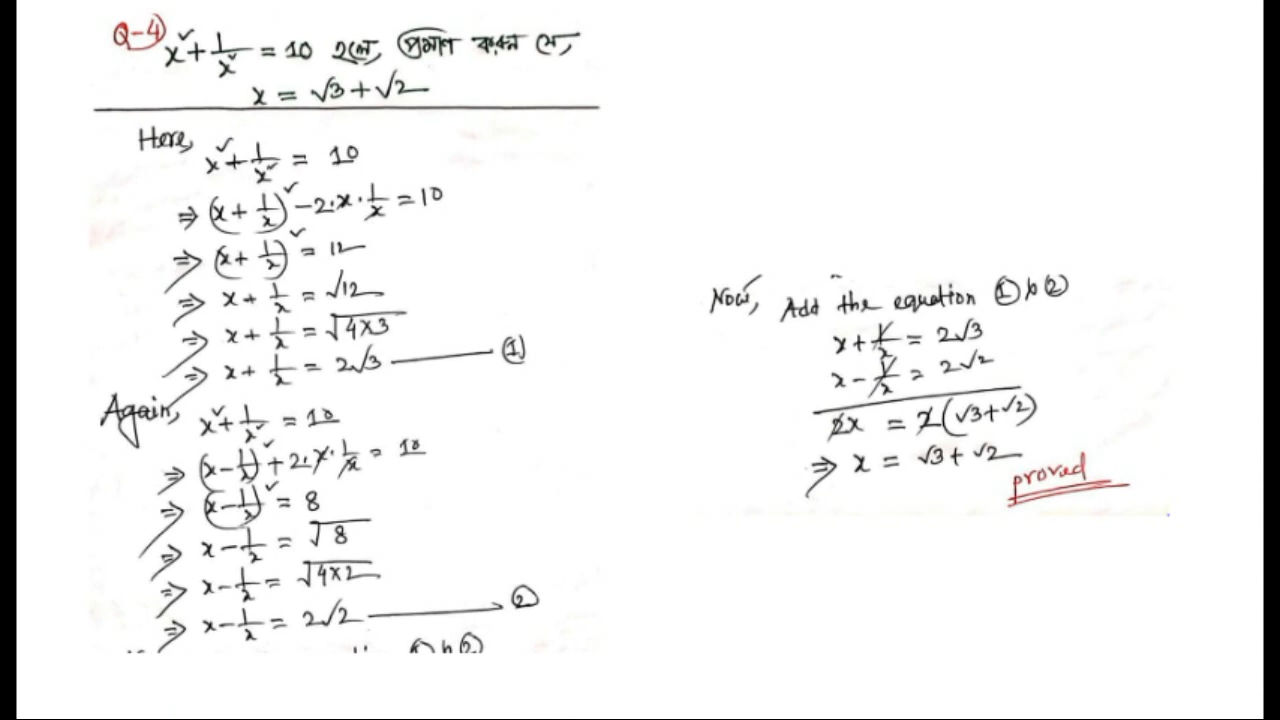 Q-4) x² + 1/x² = 10 হলে, প্রমাণ করুন যে,
x = √3 + √2
Here,
x² + 1/x² = 10
⇒ (x + 1/x)² - 2·x·1/x = 10
⇒ (x + 1/x)² = 12
⇒ x + 1/x = √12
⇒ x + 1/x = √4×3
⇒ x + 1/x = 2√3 ——— ①
Again,
x² + 1/x² = 10
⇒ (x - 1/x)² + 2·x·1/x = 10
⇒ (x - 1/x)² = 8
⇒ x - 1/x = √8
⇒ x - 1/x = √4×2
⇒ x - 1/x = 2√2 ——— ②
Now, Add the equation ① & ②
x + 1/x = 2√3
x - 1/x = 2√2
2x = 2(√3+√2)
⇒ x = √3 + √2
proved